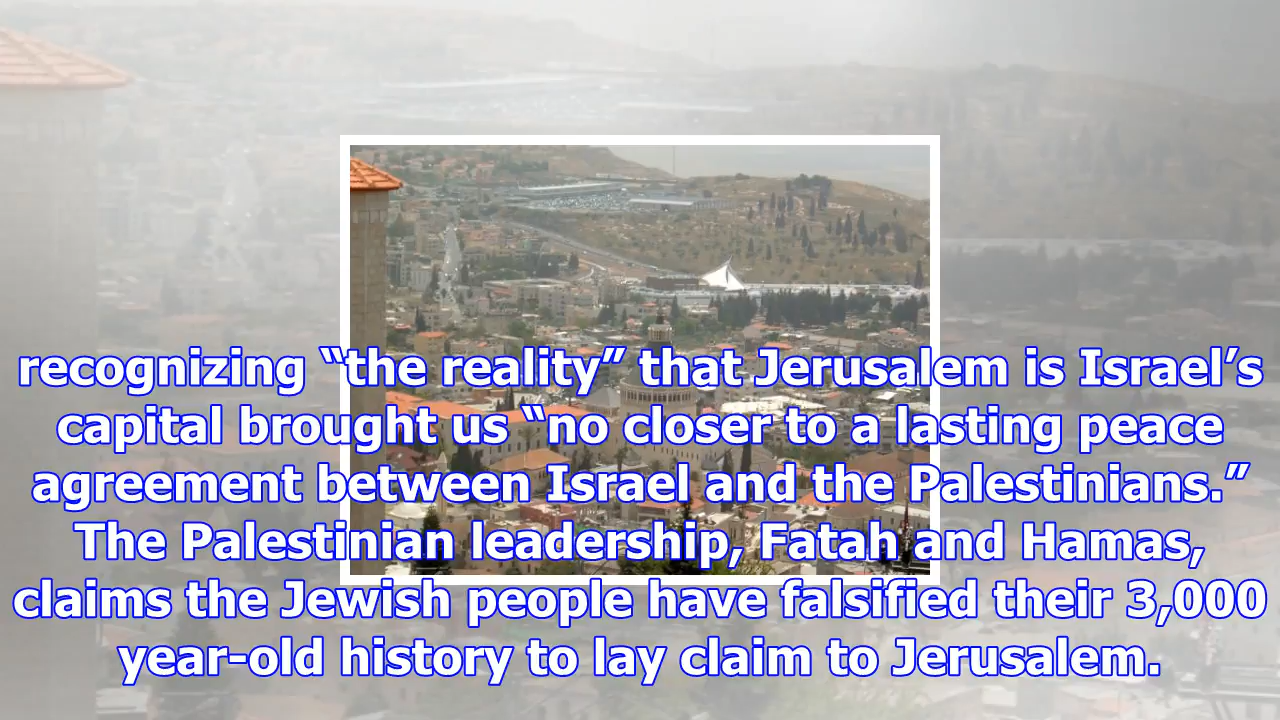 recognizing “the reality” that Jerusalem is Israel’s
capital brought us “no closer to a lasting peace
agreement between Israel and the Palestinians.”
The Palestinian leadership, Fatah and Hamas,
claims the Jewish people have falsified their 3,000
year-old history to lay claim to Jerusalem.